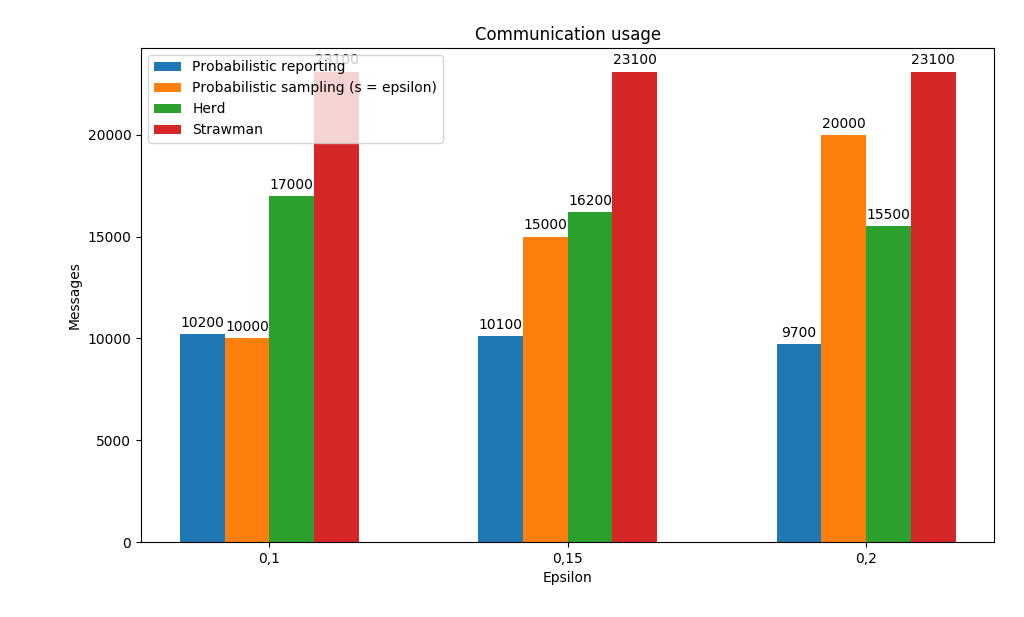 Communication usage
Probabilistic reporting
Probabilistic sampling (s = epsilon)
Herd
Strawman
23100
23100
23100
20000
17000
16200
15500
15000
10200
10000
10100
9700
20000
15000
10000
5000
0
Messages
0,1
0,15
0,2
Epsilon